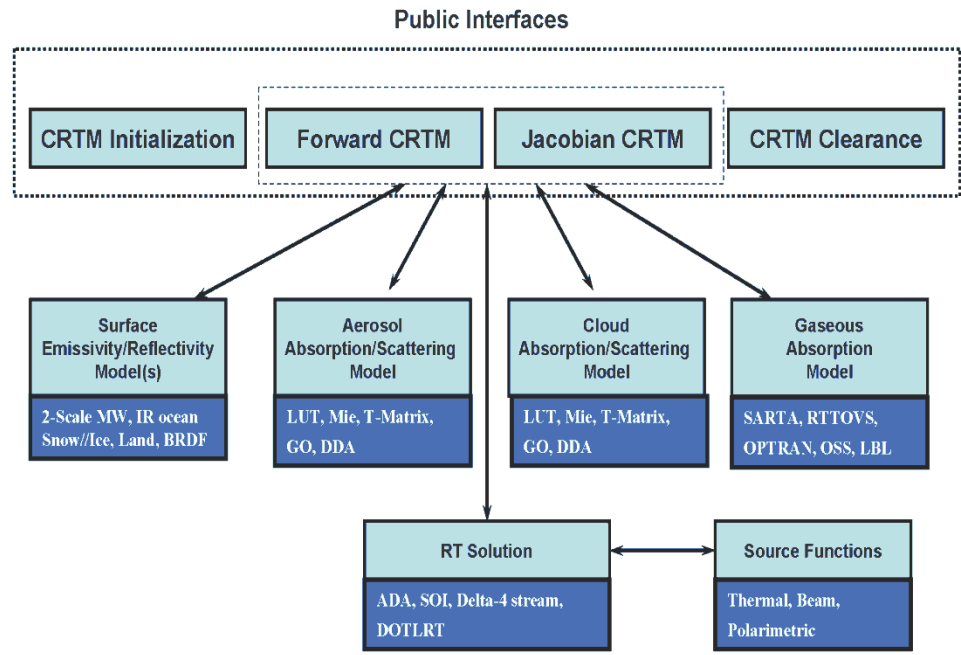 Public Interfaces
CRTM Initialization
Forward CRTM
Jacobian CRTM
CRTM Clearance
Surface
Emissivity/Reflectivity
Model(s)
2-Scale MW, IR ocean
Snow//Ice, Land, BRDF
Aerosol
Absorption/Scattering
Model
LUT, Mie, T-Matrix,
GO, DDA
Cloud
Absorption/Scattering
Model
LUT, Mie, T-Matrix,
GO, DDA
Gaseous
Absorption
Model
SARTA, RTTOVS,
OPTRAN, OSS, LBL
RT Solution
ADA, SOI, Delta-4 stream,
DOTLRT
Source Functions
Thermal, Beam,
Polarimetric